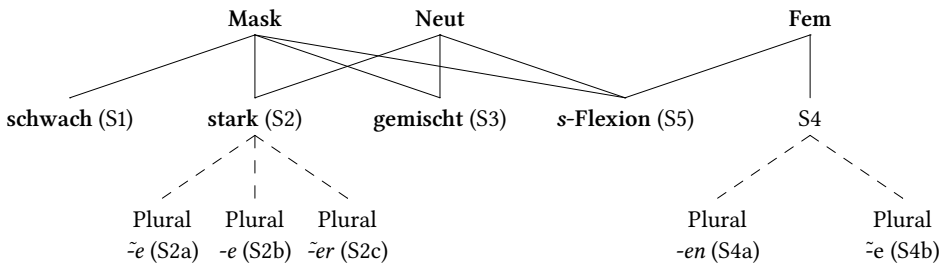 Mask Neut Fem
schwach (S1) stark (S2) gemischt (S3) s-Flexion (S5) S4
Plural Plural Plural Plural Plural
-̃e (S2a) -e (S2b) -̃er (S2c) -en (S4a) -̃e (S4b)